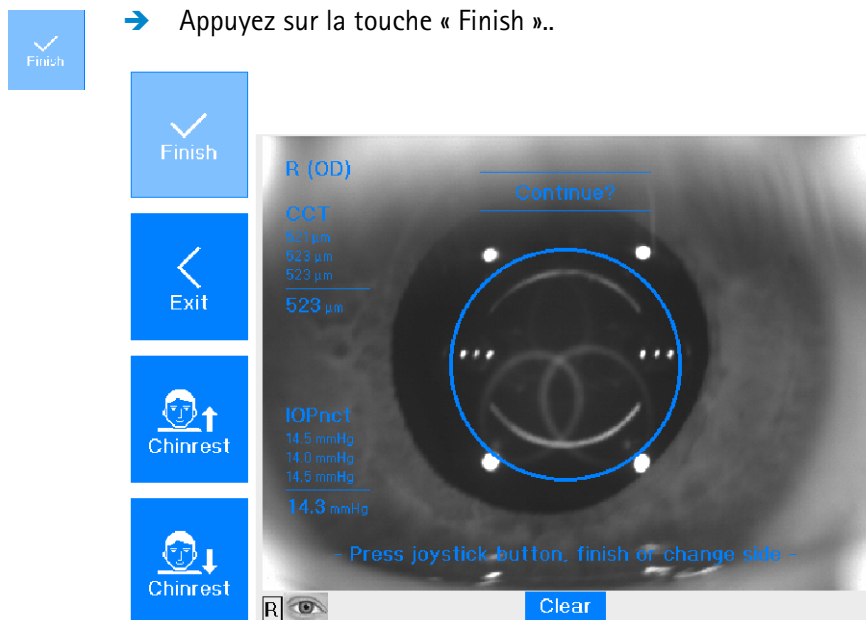 Finish
→ Appuyez sur la touche « Finish »..
Finish
Exit
Chinrest
Chinrest
R (OD)
Continue?
CCT
521 µm
523 µm
523 µm
523 µm
IOPnct
14.5 mmHg
14.0 mmHg
14.5 mmHg
14.3 mmHg
- Press joystick button, finish or change side -
R
Clear